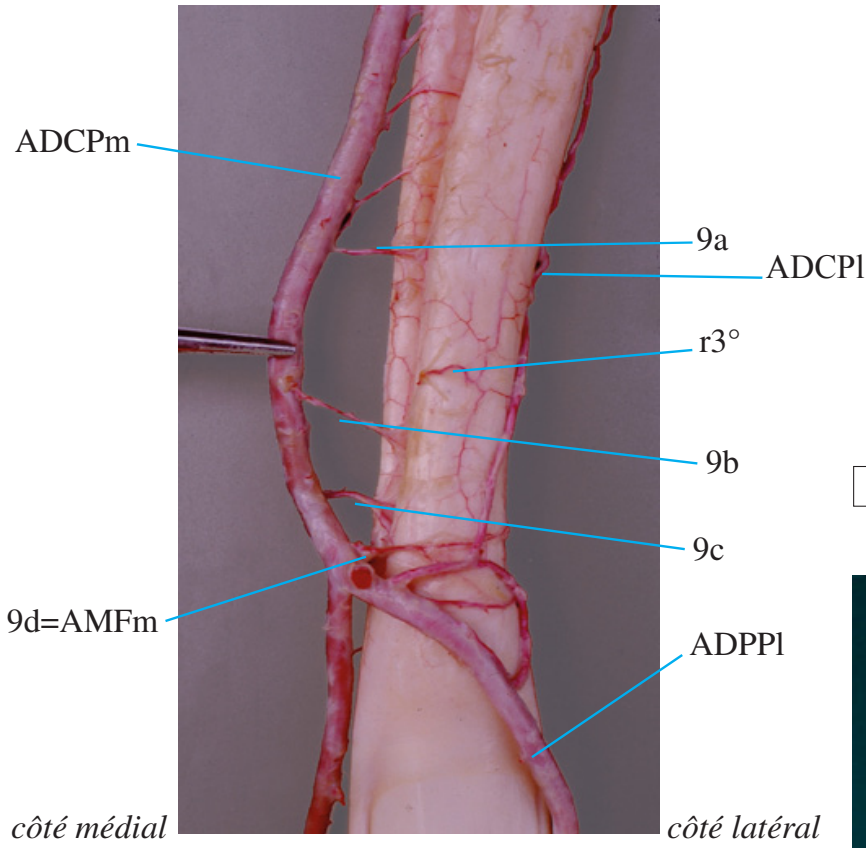 ADCPm
9a
ADCPl
r3°
9b
9c
9d=AMFm
ADPPl
côté médial
côté latéral